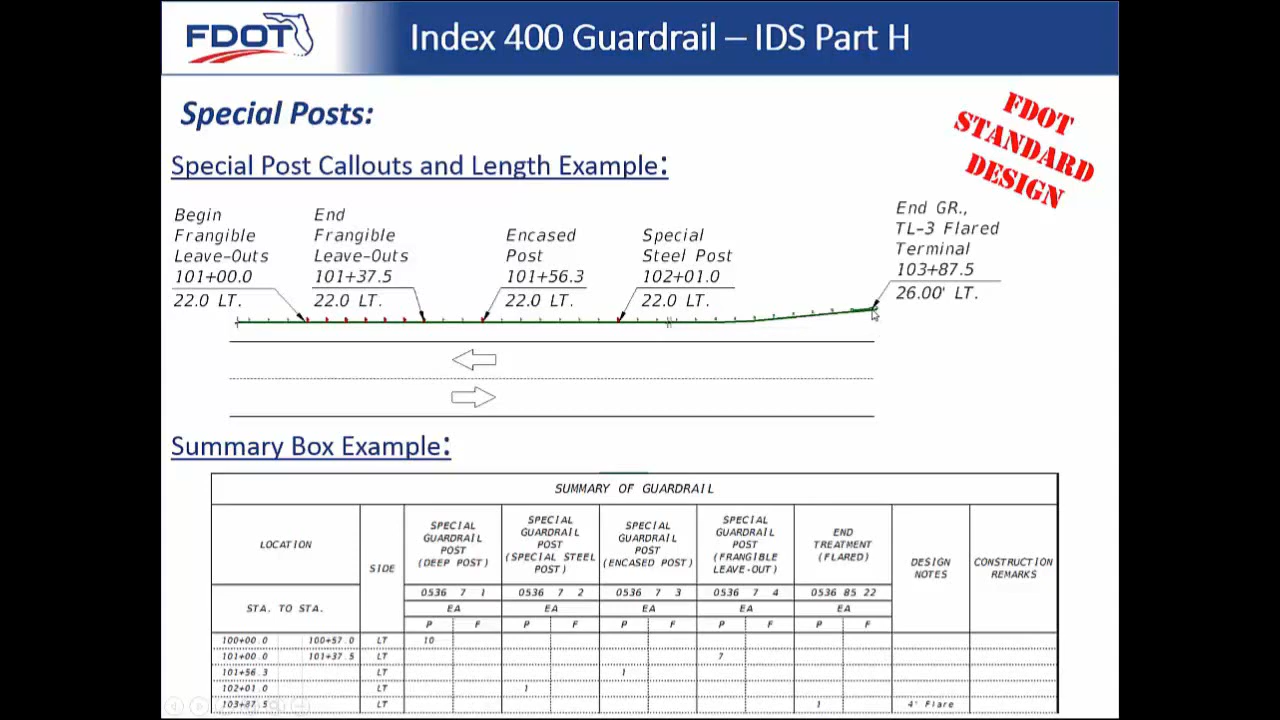 FDOT
Index 400 Guardrail – IDS Part H
Special Posts:
FDOT
STANDARD
DESIGN
Special Post Callouts and Length Example:
Begin
Frangible
Leave-Outs
101+00.0
22.0 LT.
End
Frangible
Leave-Outs
101+37.5
22.0 LT.
Encased
Post
101+56.3
22.0 LT.
Special
Steel Post
102+01.0
22.0 LT.
End GR.,
TL-3 Flared
Terminal
103+87.5
26.00' LT.
Summary Box Example:
SUMMARY OF GUARDRAIL
LOCATION
STA. TO STA.
SIDE
SPECIAL
GUARDRAIL
POST
(DEEP POST)
SPECIAL
GUARDRAIL
POST
(SPECIAL STEEL
POST)
SPECIAL
GUARDRAIL
POST
(ENCASED POST)
SPECIAL
GUARDRAIL
POST
(FRANGIBLE
LEAVE-OUT)
END
TREATMENT
(FLARED)
DESIGN
NOTES
CONSTRUCTION
REMARKS
0536 7 1 0536 7 2 0536 7 3 0536 7 4 0536 85 22
EA EA EA EA EA
P F P F P F P F P F
100+00.0 100+57.0 LT 10
101+00.0 101+37.5 LT 7
101+56.3 LT 1
102+01.0 LT 1
103+87.5 LT 1 4' Flare